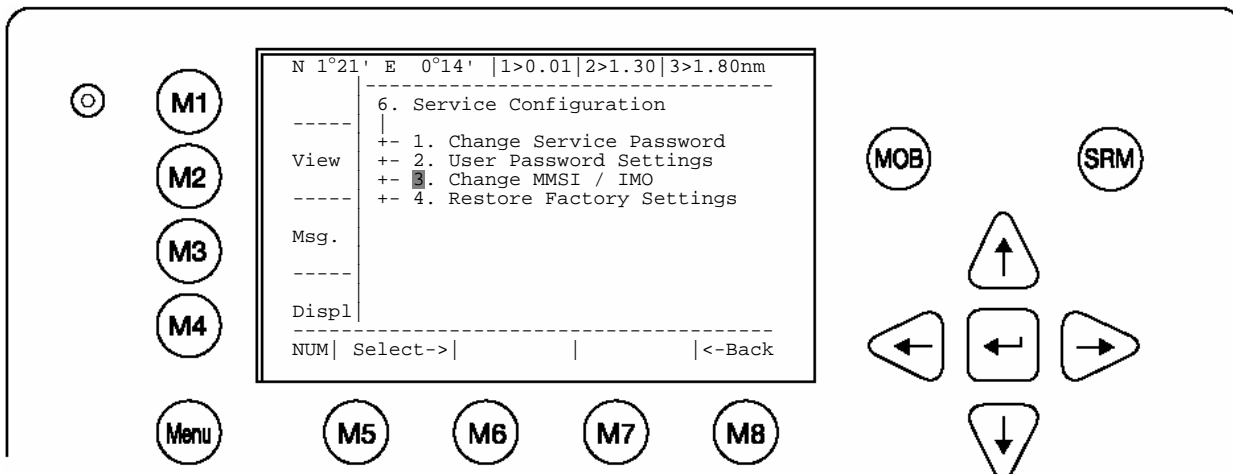 N 1°21' E 0°14' |1>0.01|2>1.30|3>1.80nm
6. Service Configuration
+- 1. Change Service Password
View +- 2. User Password Settings
+- 3. Change MMSI / IMO
+- 4. Restore Factory Settings
Msg.
Displ
NUM| Select->| | |<-Back
M1
M2
M3
M4
Menu
M5 M6 M7 M8
MOB SRM